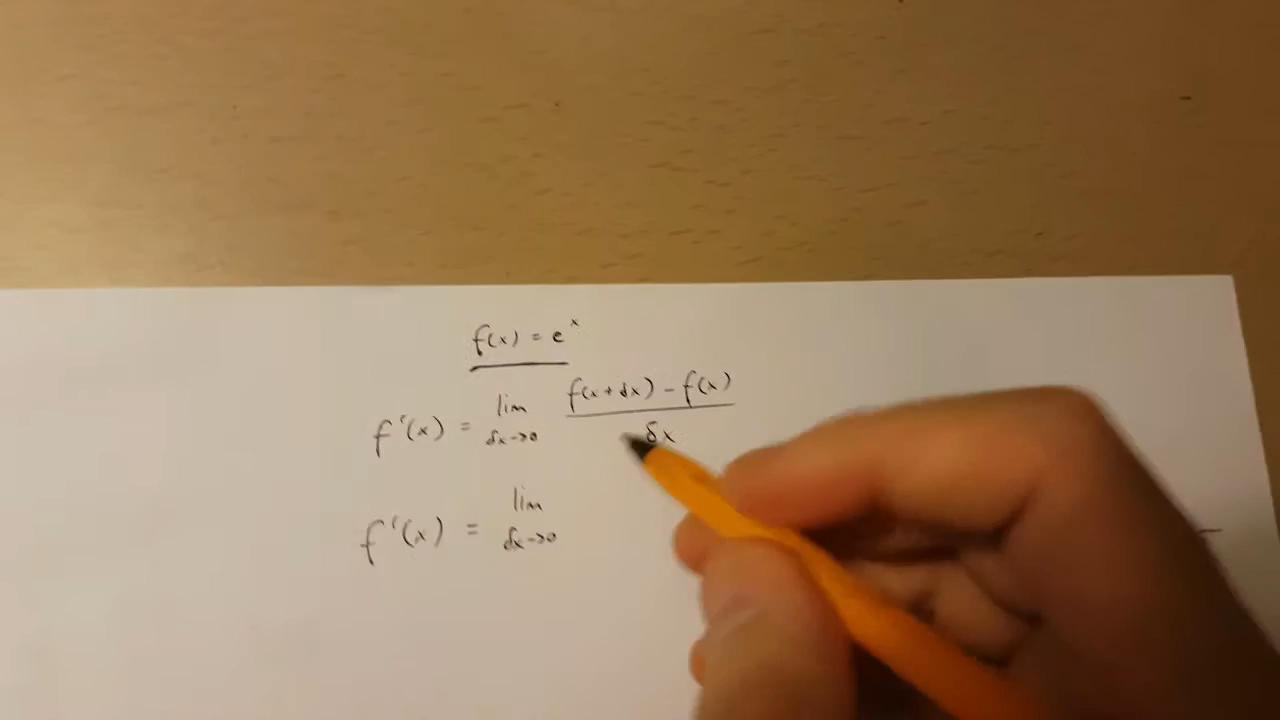 f(x) = e^x
f'(x) = lim δx→0 f(x+δx) - f(x) / δx
f'(x) = lim δx→0